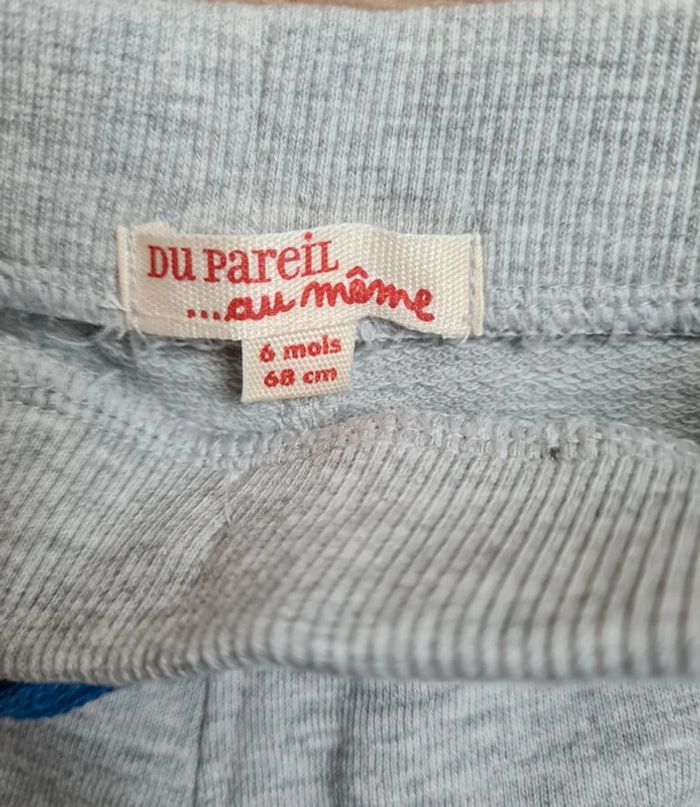 Du Pareil
...au même
6 mois
68 cm